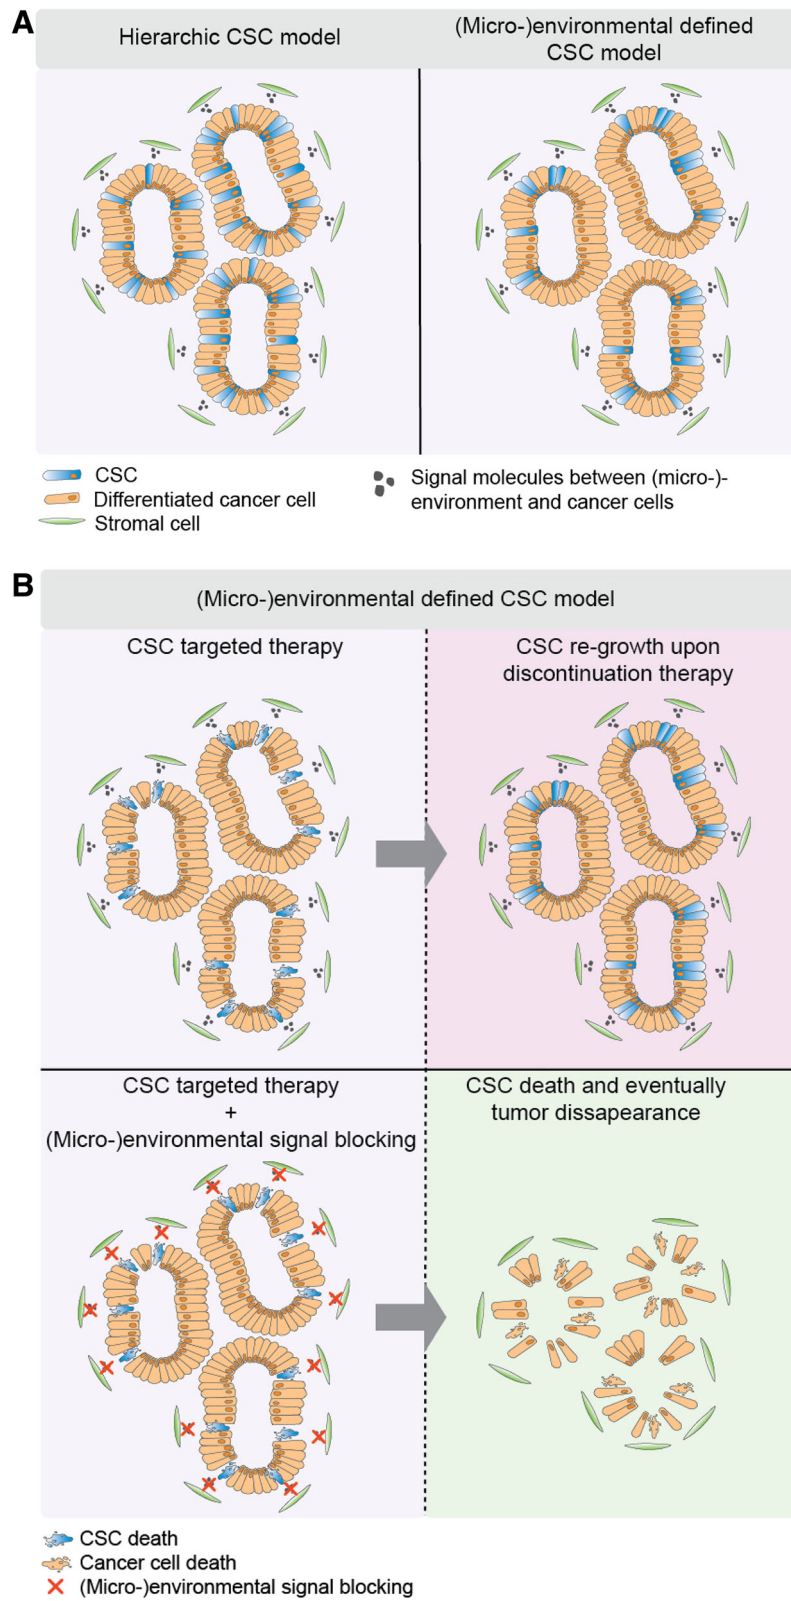 A
Hierarchic CSC model
(Micro-)environmental defined
CSC model
CSC
Differentiated cancer cell
Stromal cell
Signal molecules between (micro-)-
environment and cancer cells
B
(Micro-)environmental defined CSC model
CSC targeted therapy
CSC re-growth upon
discontinuation therapy
CSC targeted therapy
+
(Micro-)environmental signal blocking
CSC death and eventually
tumor dissapearance
CSC death
Cancer cell death
(Micro-)environmental signal blocking